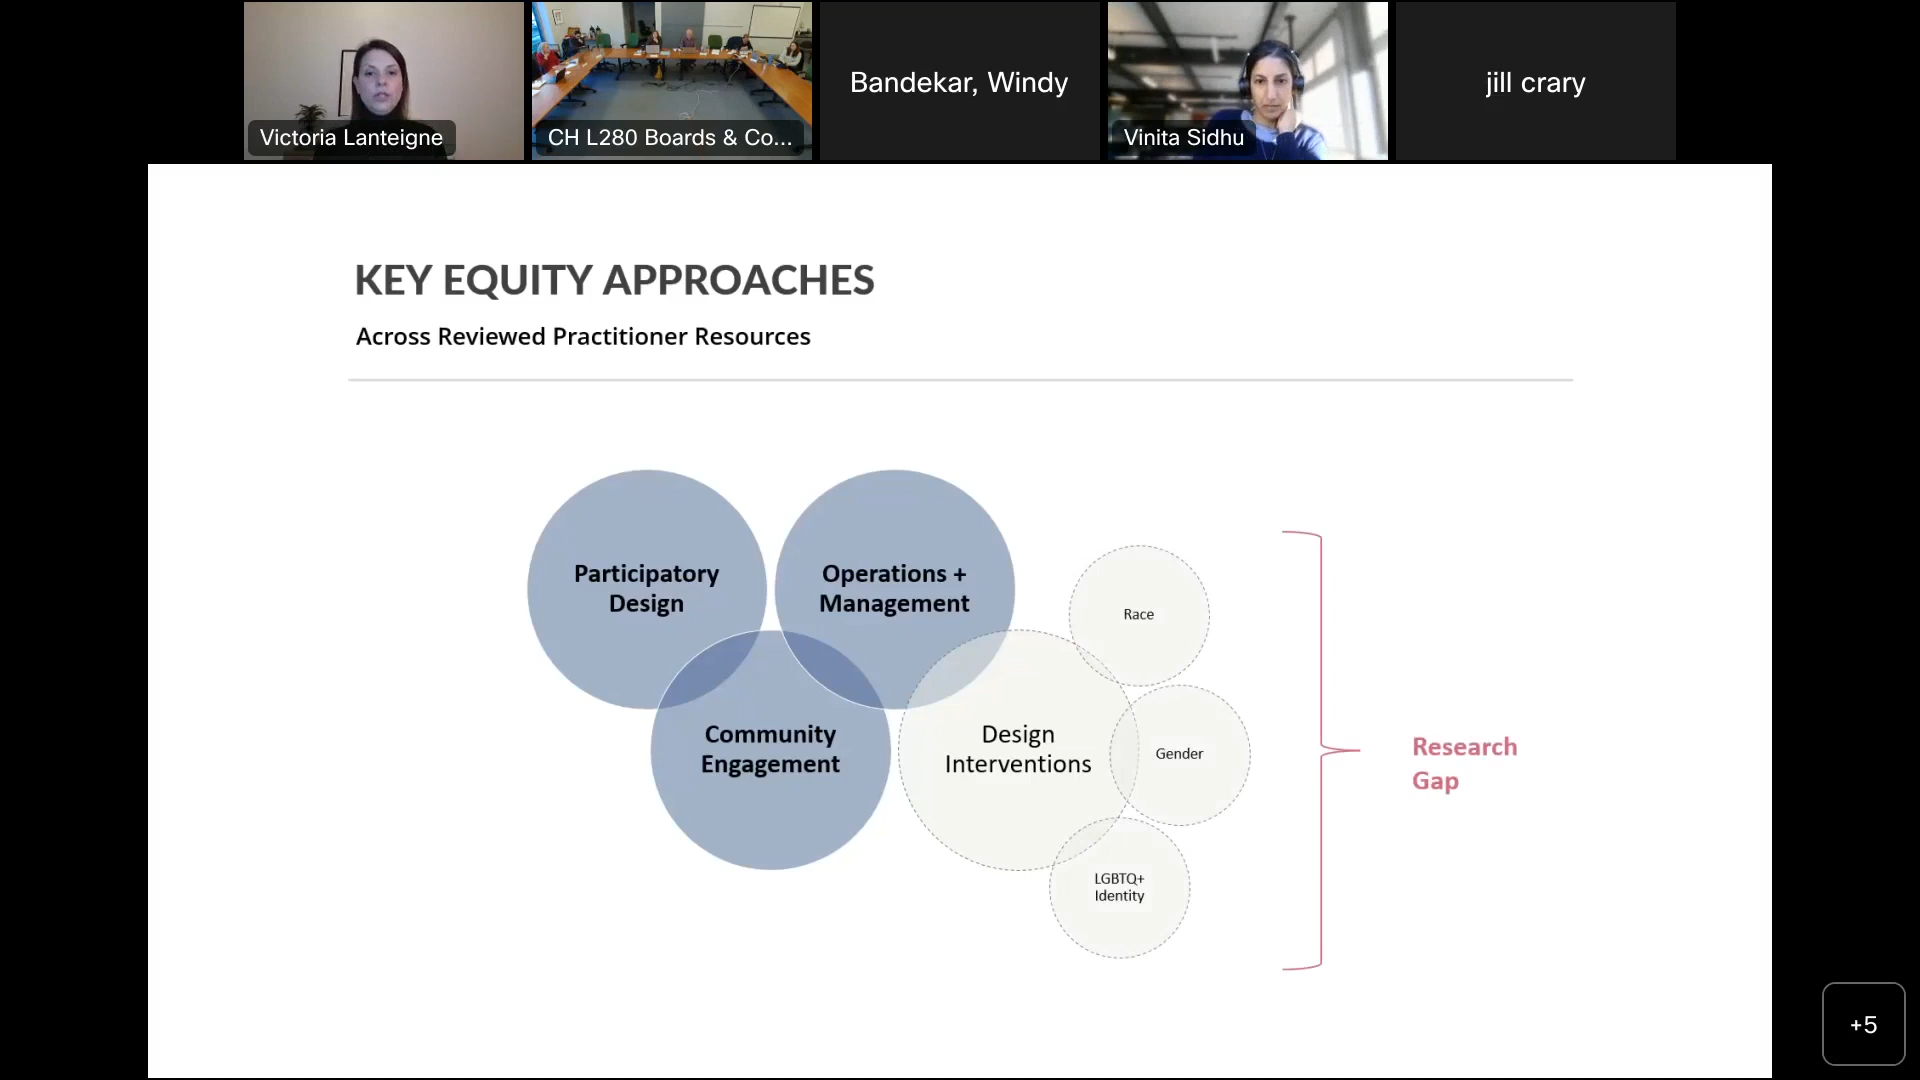 Victoria Lanteigne
CH L280 Boards & Co...
Bandekar, Windy
Vinita Sidhu
jill crary
KEY EQUITY APPROACHES
Across Reviewed Practitioner Resources
Participatory
Design
Operations +
Management
Community
Engagement
Design
Interventions
Race
Gender
LGBTQ+
Identity
Research
Gap
+5